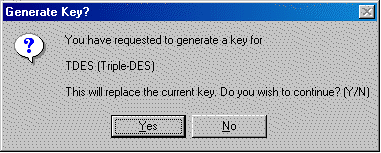 Generate Key?
You have requested to generate a key for
TDES (Triple-DES)
This will replace the current key. Do you wish to continue? (Y/N)
Yes
No